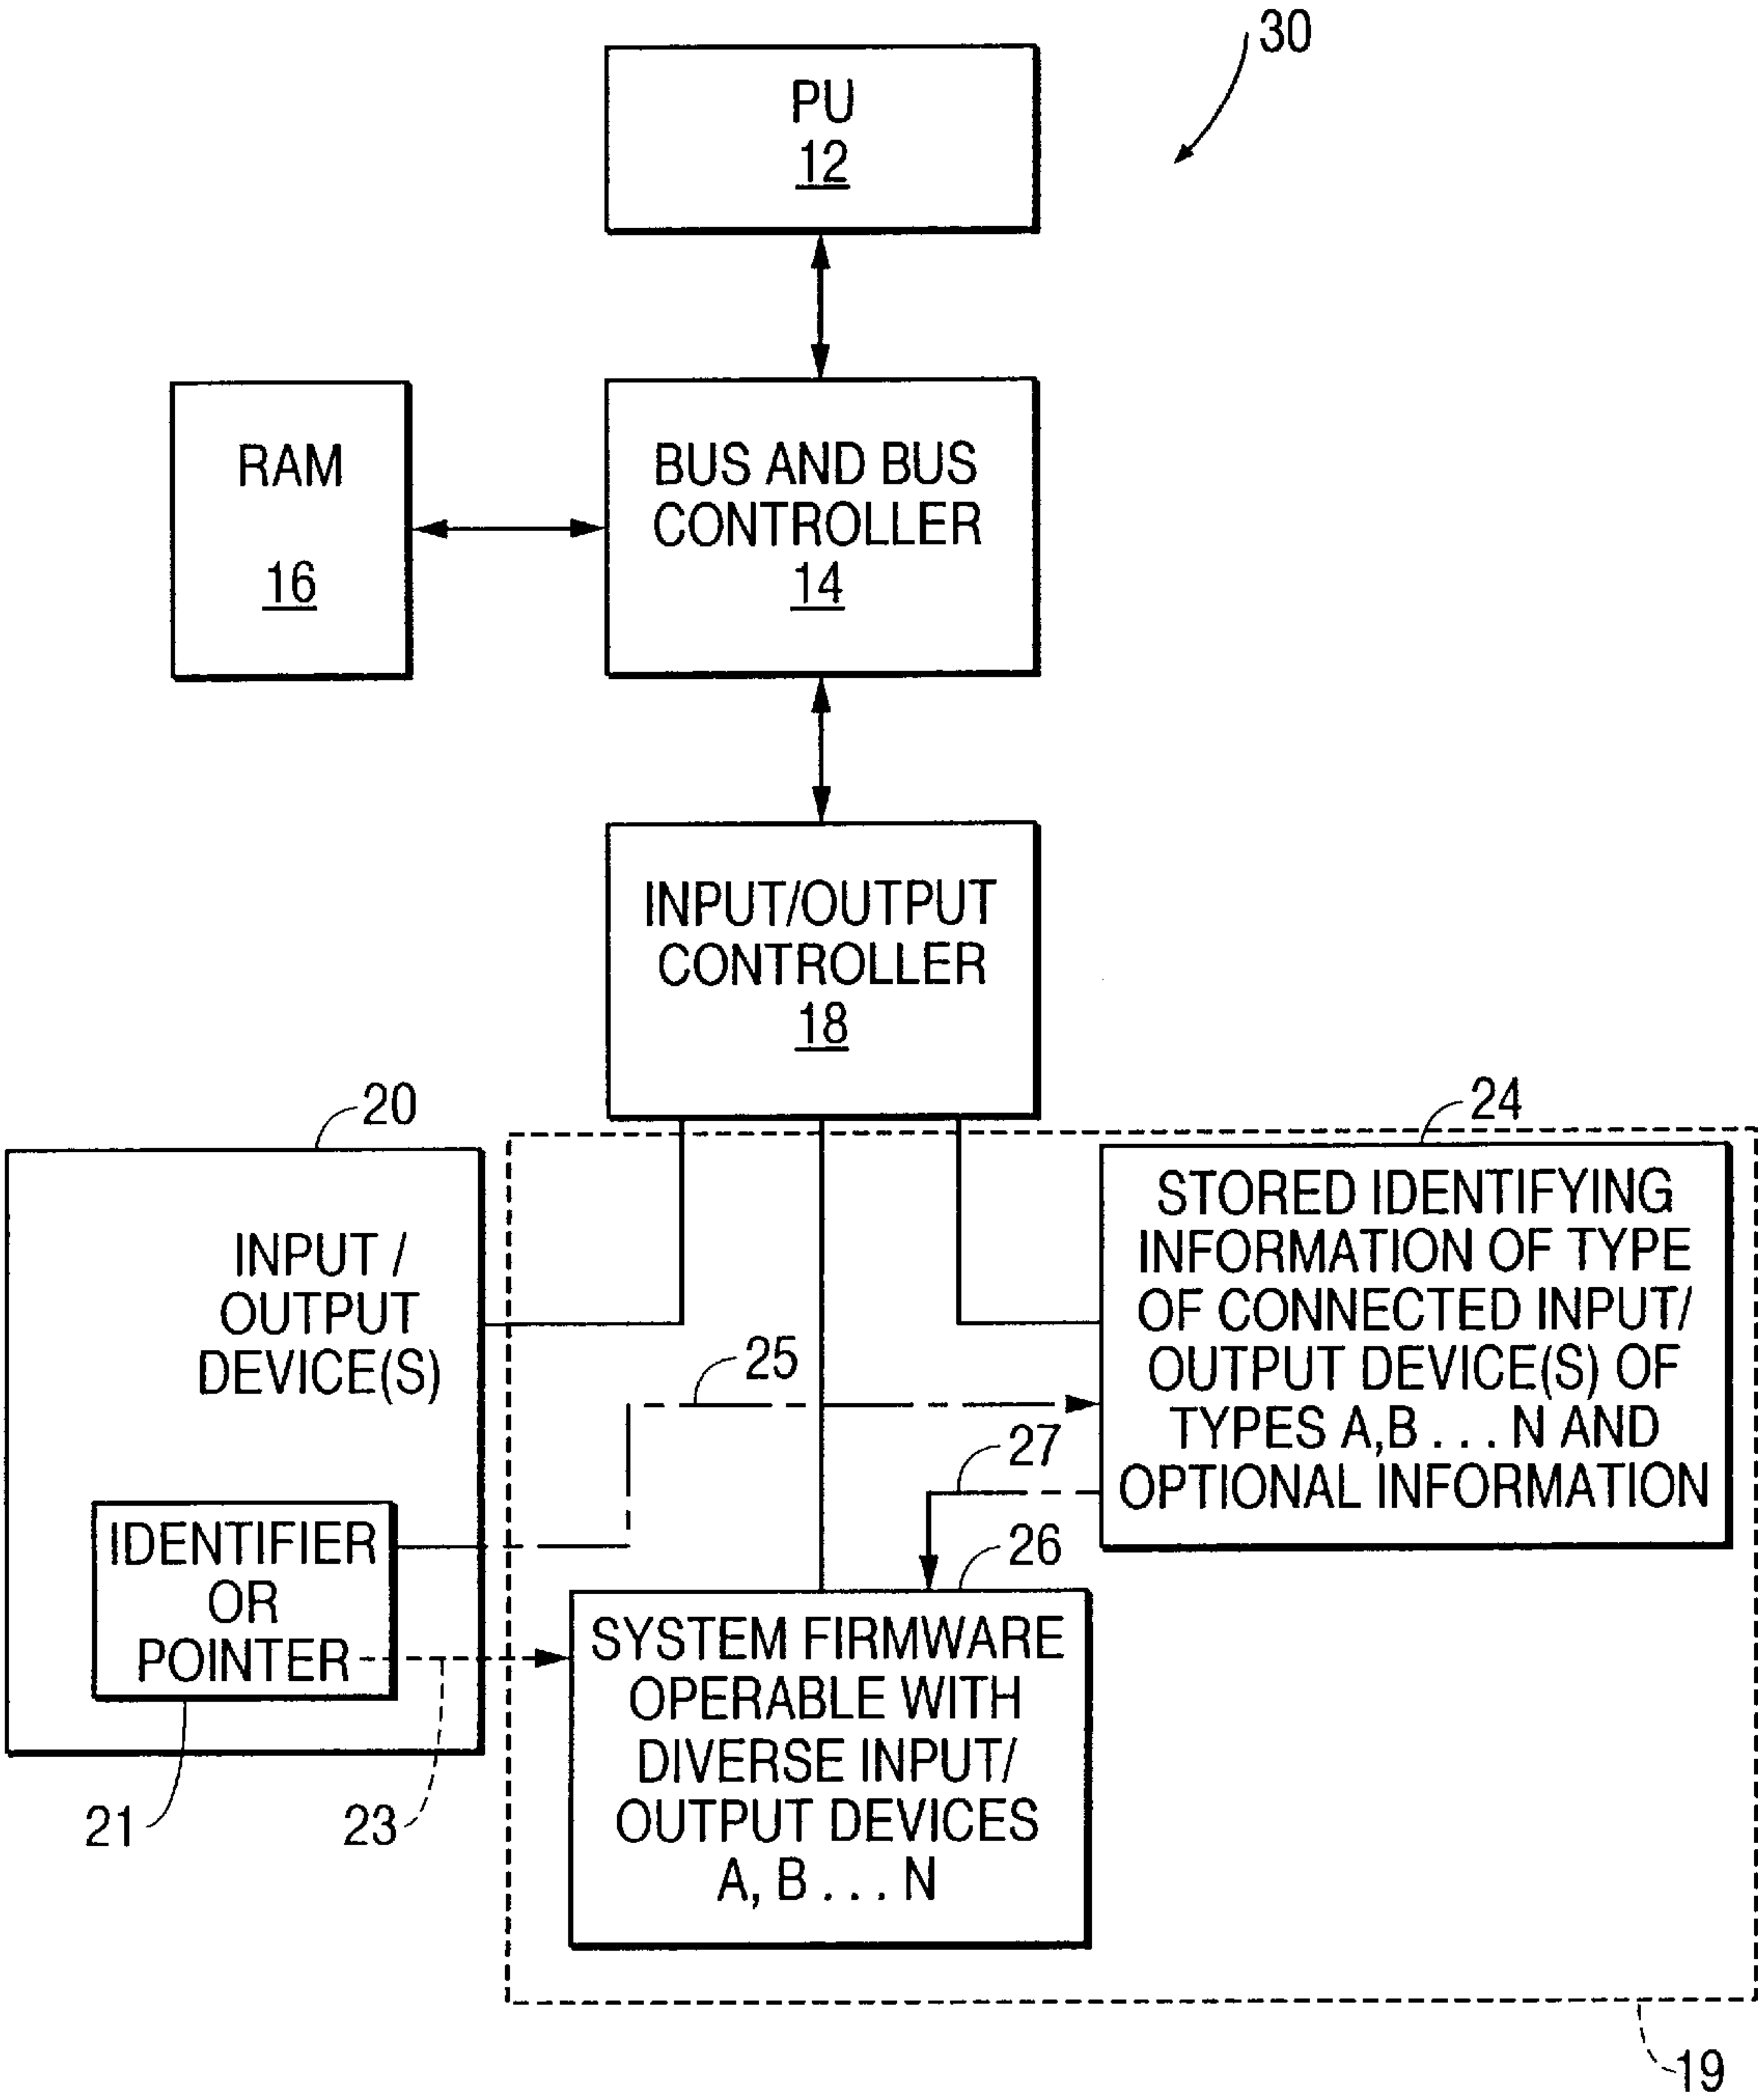 30
PU
12
RAM
16
BUS AND BUS
CONTROLLER
14
INPUT/OUTPUT
CONTROLLER
18
20
INPUT /
OUTPUT
DEVICE(S)
IDENTIFIER
OR
POINTER
21
23
25
27
24
STORED IDENTIFYING
INFORMATION OF TYPE
OF CONNECTED INPUT/
OUTPUT DEVICE(S) OF
TYPES A,B . . . N AND
OPTIONAL INFORMATION
26
SYSTEM FIRMWARE
OPERABLE WITH
DIVERSE INPUT/
OUTPUT DEVICES
A, B . . . N
19